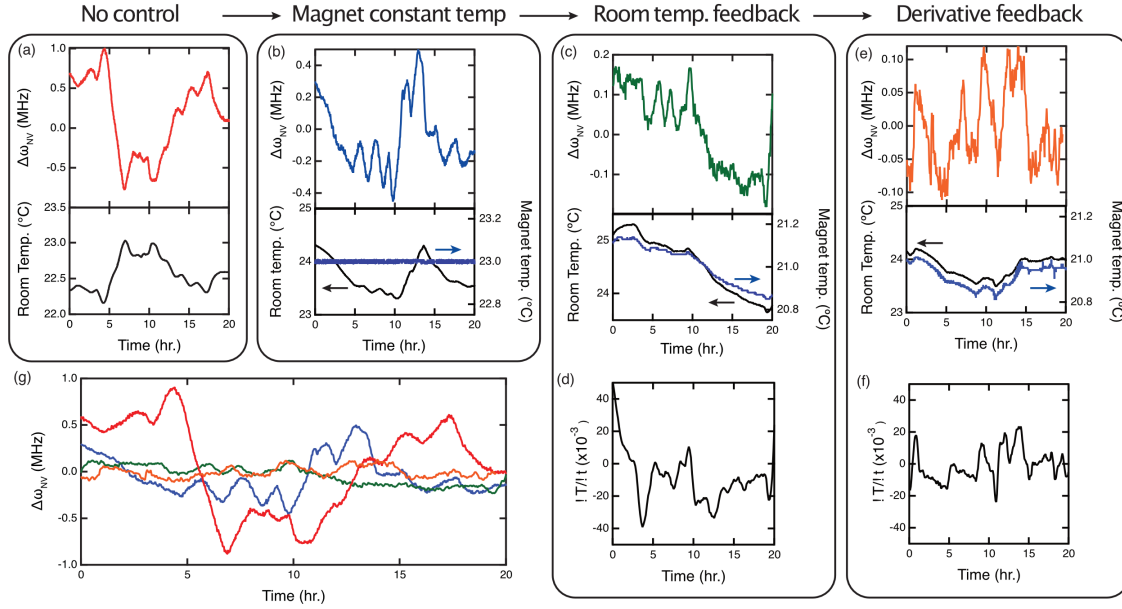 No control
Magnet constant temp
Room temp. feedback
Derivative feedback
(a)
1.0
0.5
0.0
-0.5
Δω_NV (MHz)
23.5
23.0
22.5
22.0
Room Temp. (°C)
0 5 10 15 20
Time (hr.)
(b)
0.4
0.2
0.0
-0.2
-0.4
Δω_NV (MHz)
25
24
23
Room Temp. (°C)
23.2
23.0
22.8
Magnet temp. (°C)
0 5 10 15 20
Time (hr.)
(c)
0.2
0.1
0.0
-0.1
Δω_NV (MHz)
25
24
Room Temp. (°C)
21.2
21.0
20.8
Magnet temp. (°C)
0 5 10 15 20
Time (hr.)
(d)
40
20
0
-20
-40
! T/! t (x10⁻³)
0 5 10 15 20
Time (hr.)
(e)
0.10
0.05
0.00
-0.05
-0.10
Δω_NV (MHz)
25
24
23
Room Temp. (°C)
21.2
21.0
20.8
Magnet temp. (°C)
0 5 10 15 20
Time (hr.)
(f)
40
20
0
-20
-40
! T/! t (x10⁻³)
0 5 10 15 20
Time (hr.)
(g)
1.0
0.5
0.0
-0.5
-1.0
Δω_NV (MHz)
0 5 10 15 20
Time (hr.)